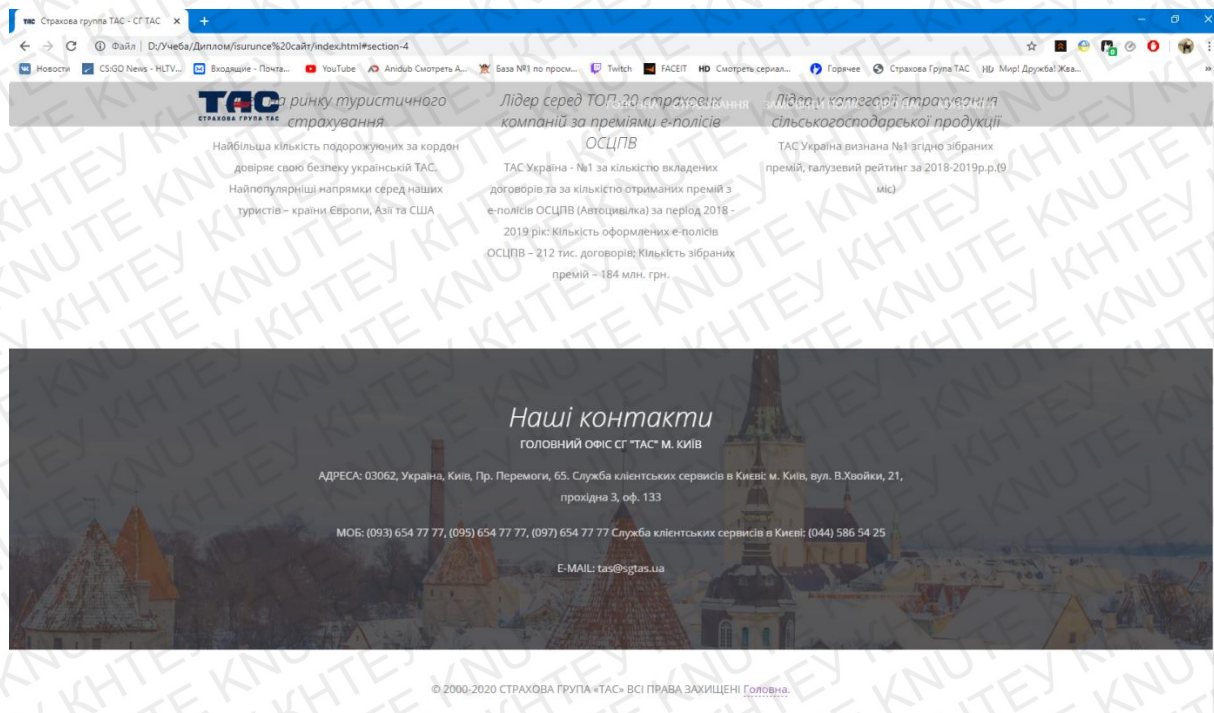 ТАС Страхова группа ТАС - СГ ТАС
Файл | D:/Учеба/Диплом/isurunce%20сайт/index.html#section-4
Новости CS:GO News - HLTV... Входящие - Почта... YouTube Anidub Смотреть А... База №1 по просм... Twitch FACEIT HD Смотреть сериал... Горячее Страхова Група ТАС Мир! Дружба! Жва... »
ТАС
СТРАХОВА ГРУПА ТАС
на ринку туристичного
страхування
Найбільша кількість подорожуючих за кордон
довіряє свою безпеку українській ТАС.
Найпопулярніші напрямки серед наших
туристів – країни Європи, Азії та США
Лідер серед ТОП-20 страхових
компаній за преміями е-полісів
ОСЦПВ
ТАС Україна - №1 за кількістю вкладених
договорів та за кількістю отриманих премій з
е-полісів ОСЦПВ (Автоцивілка) за період 2018 -
2019 рік: Кількість оформлених е-полісів
ОСЦПВ – 212 тис. договорів; Кількість зібраних
премій – 184 млн. грн.
Лідер у категорії страхування
сільськогосподарської продукції
ТАС Україна визнана №1 згідно зібраних
премій, галузевий рейтинг за 2018-2019р.р.(9
міс)
Наші контакти
ГОЛОВНИЙ ОФІС СГ "ТАС" М. КИЇВ
АДРЕСА: 03062, Україна, Київ, Пр. Перемоги, 65. Служба клієнтських сервисів в Києві: м. Київ, вул. В.Хвойки, 21,
прохідна 3, оф. 133
МОБ: (093) 654 77 77, (095) 654 77 77, (097) 654 77 77 Служба клієнтських сервисів в Києві: (044) 586 54 25
E-MAIL: tas@sgtas.ua
© 2000-2020 СТРАХОВА ГРУПА «ТАС» ВСІ ПРАВА ЗАХИЩЕНІ Головна.
KNUTE КНТЕУ